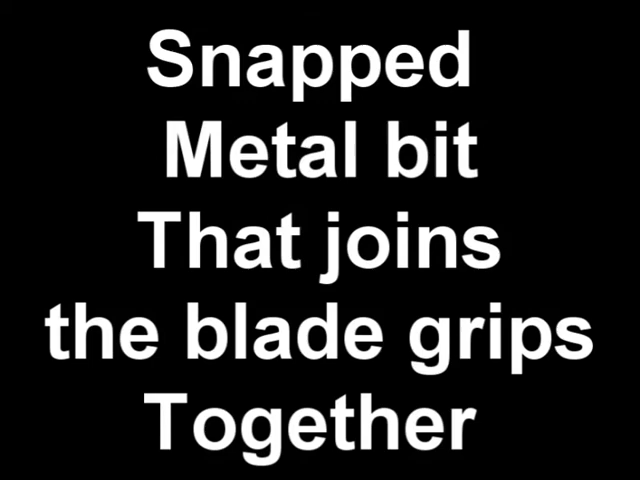 Snapped
Metal bit
That joins
the blade grips
Together